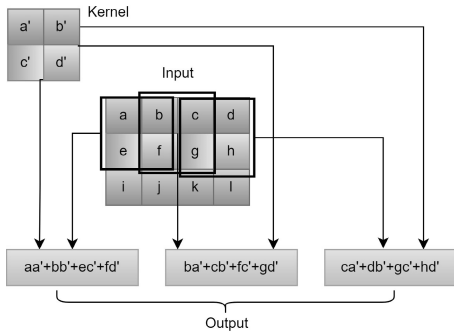 Kernel
a' b'
c' d'
Input
a b c d
e f g h
i j k l
aa'+bb'+ec'+fd' ba'+cb'+fc'+gd' ca'+db'+gc'+hd'
Output